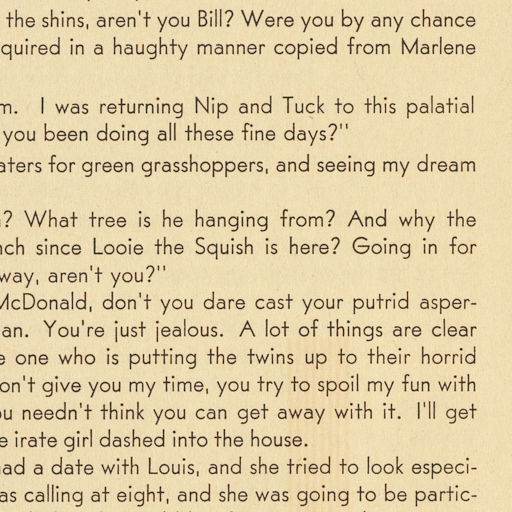 the shins, aren't you Bill? Were you by any chance
quired in a haughty manner copied from Marlene
m. I was returning Nip and Tuck to this palatial
you been doing all these fine days?"
aters for green grasshoppers, and seeing my dream
? What tree is he hanging from? And why the
nch since Looie the Squish is here? Going in for
way, aren't you?"
McDonald, don't you dare cast your putrid asper-
an. You're just jealous. A lot of things are clear
e one who is putting the twins up to their horrid
on't give you my time, you try to spoil my fun with
ou needn't think you can get away with it. I'll get
e irate girl dashed into the house.
had a date with Louis, and she tried to look especi-
as calling at eight, and she was going to be partic-